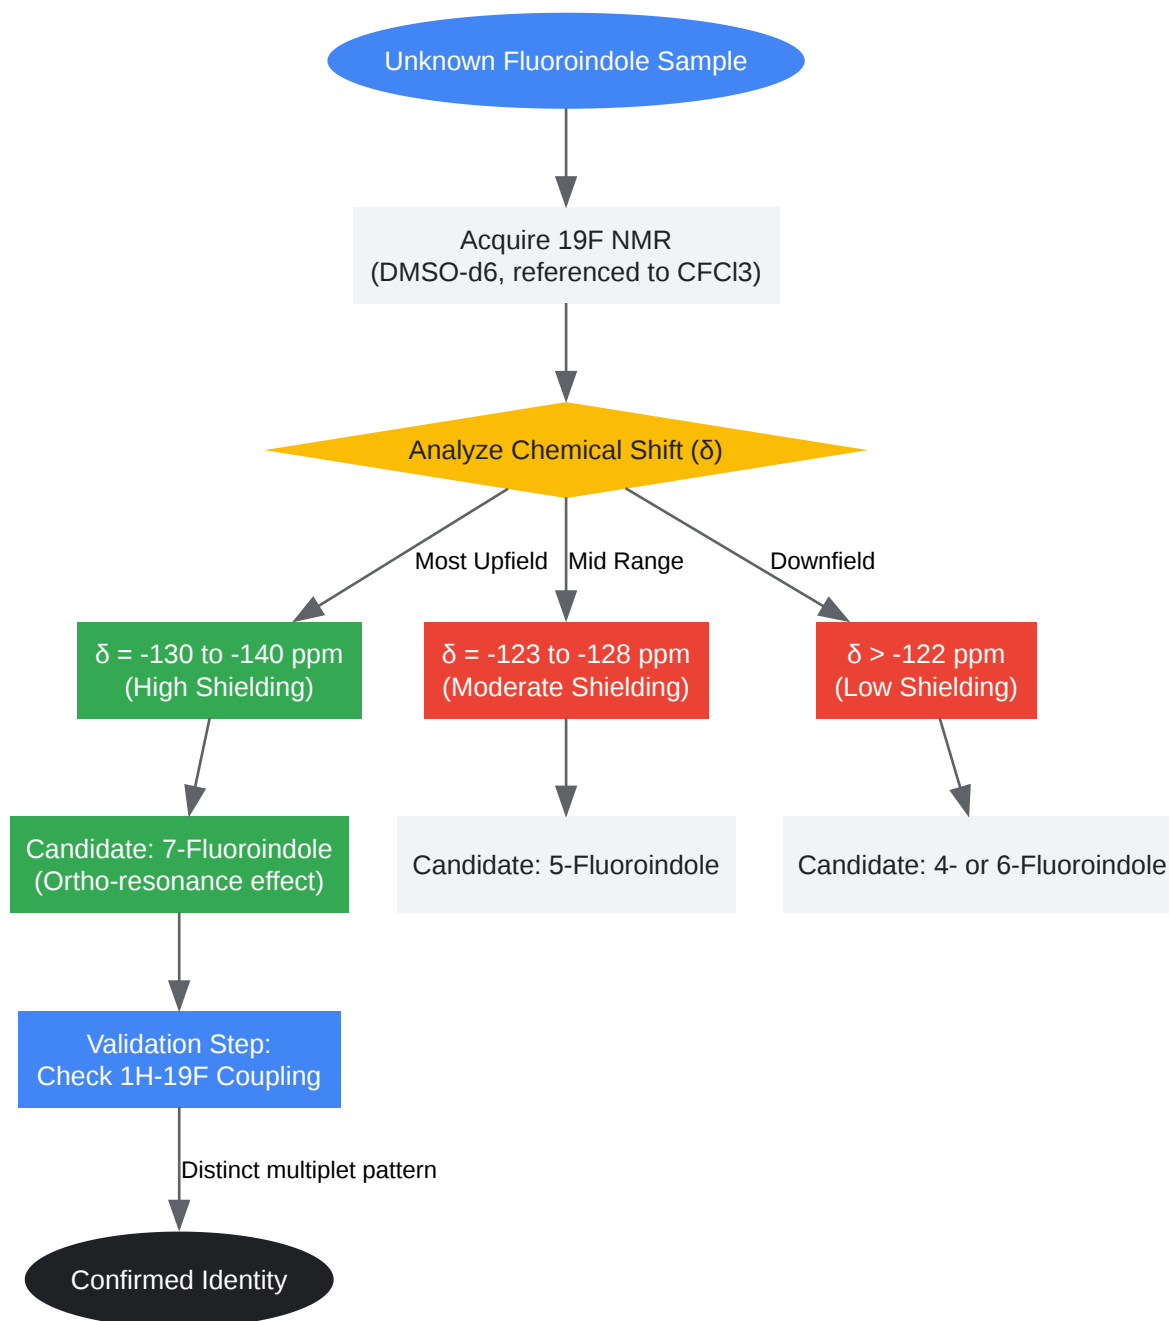 Unknown Fluoroindole Sample
Acquire 19F NMR
(DMSO-d6, referenced to CFCl3)
Analyze Chemical Shift (δ)
Most Upfield
Mid Range
Downfield
δ = -130 to -140 ppm
(High Shielding)
δ = -123 to -128 ppm
(Moderate Shielding)
δ > -122 ppm
(Low Shielding)
Candidate: 7-Fluoroindole
(Ortho-resonance effect)
Candidate: 5-Fluoroindole
Candidate: 4- or 6-Fluoroindole
Validation Step:
Check 1H-19F Coupling
Distinct multiplet pattern
Confirmed Identity